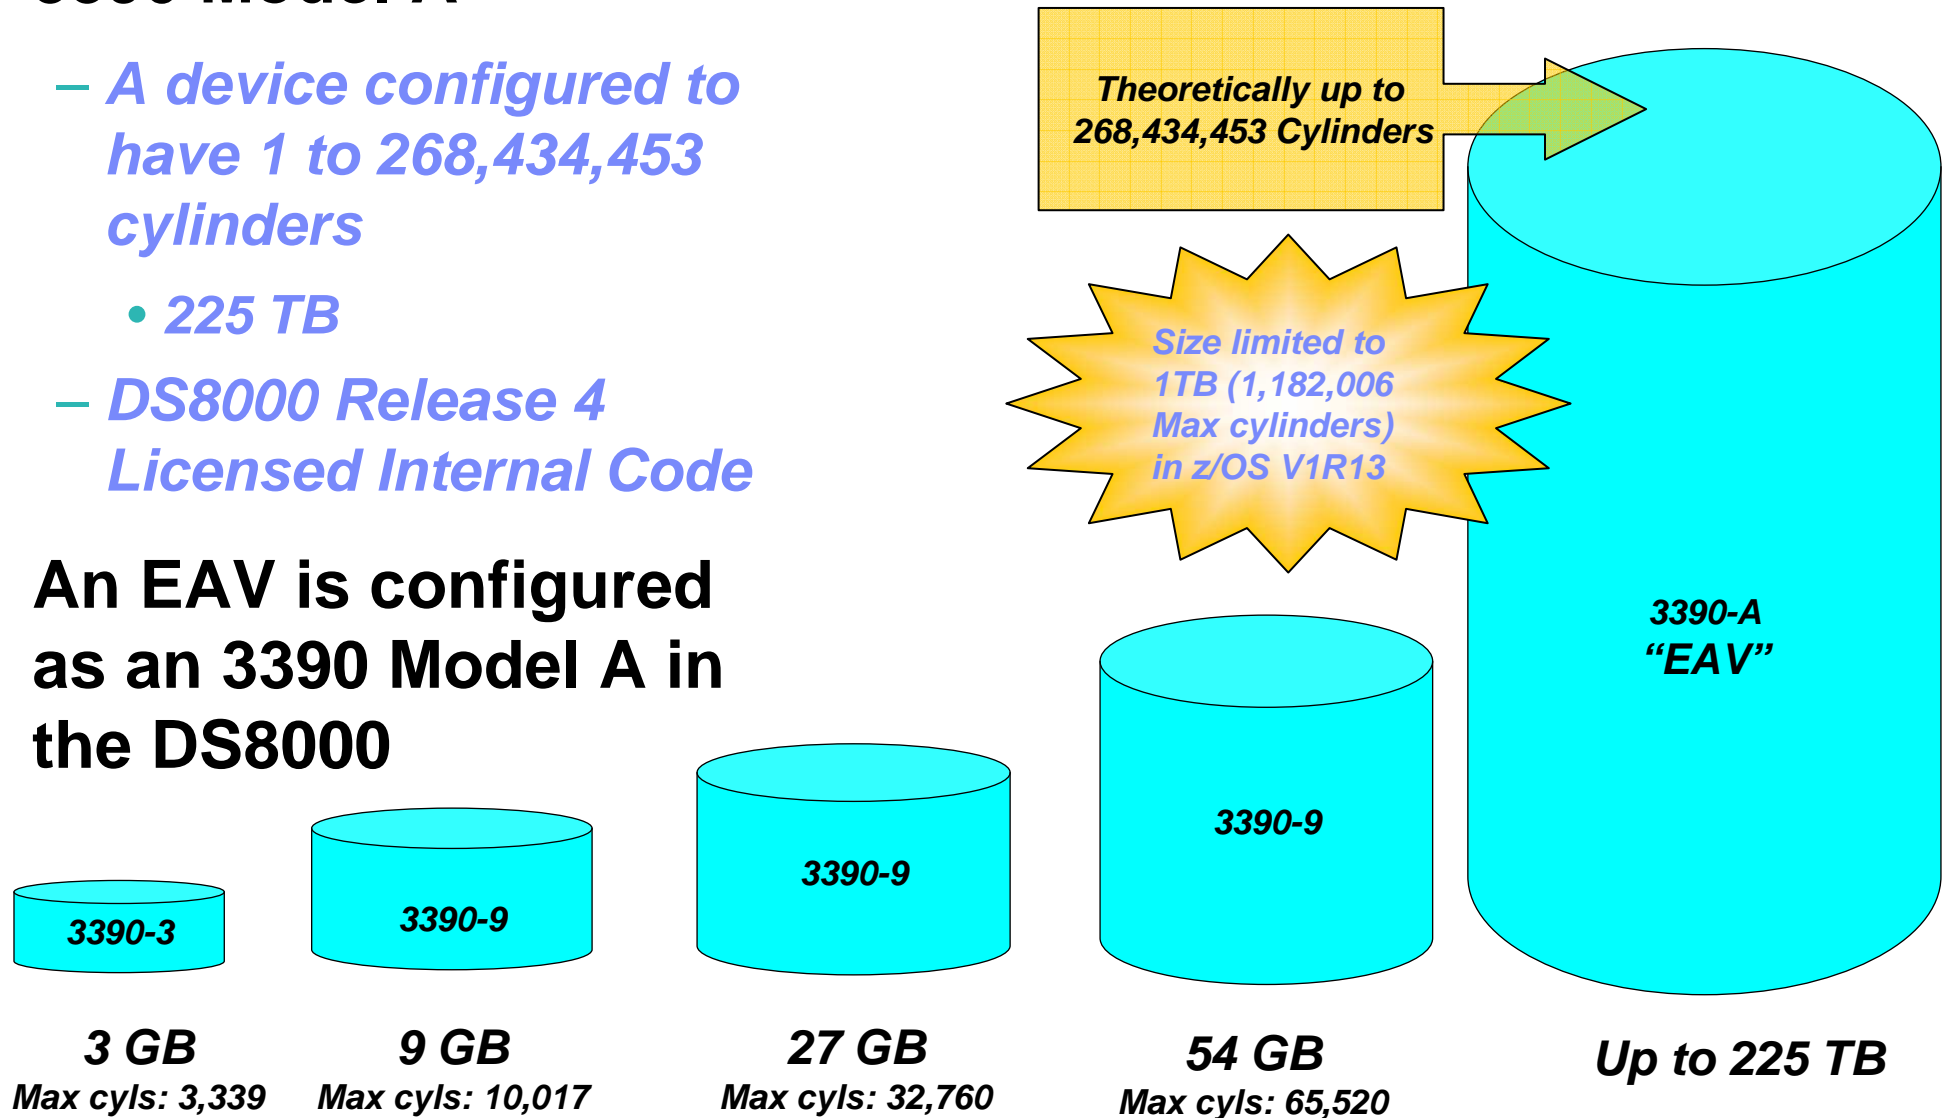 – A device configured to
have 1 to 268,434,453
cylinders
• 225 TB
– DS8000 Release 4
Licensed Internal Code
An EAV is configured
as an 3390 Model A in
the DS8000
Theoretically up to
268,434,453 Cylinders
Size limited to
1TB (1,182,006
Max cylinders)
in z/OS V1R13
3390-A
“EAV”
3390-9
3390-9
3390-9
3390-3
3 GB
Max cyls: 3,339
9 GB
Max cyls: 10,017
27 GB
Max cyls: 32,760
54 GB
Max cyls: 65,520
Up to 225 TB